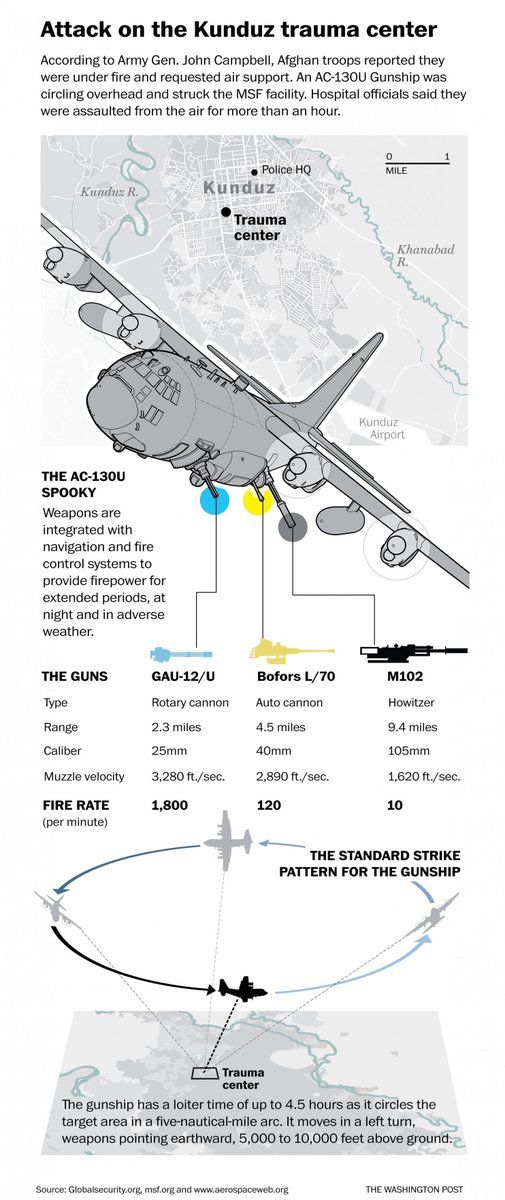 Attack on the Kunduz trauma center
According to Army Gen. John Campbell, Afghan troops reported they
were under fire and requested air support. An AC-130U Gunship was
circling overhead and struck the MSF facility. Hospital officials said they
were assaulted from the air for more than an hour.
0 1
MILE
Police HQ
Kunduz R.
Kunduz
Trauma
center
Khanabad
R.
Kunduz
Airport
THE AC-130U
SPOOKY
Weapons are
integrated with
navigation and fire
control systems to
provide firepower for
extended periods, at
night and in adverse
weather.
THE GUNS GAU-12/U Bofors L/70 M102
Type Rotary cannon Auto cannon Howitzer
Range 2.3 miles 4.5 miles 9.4 miles
Caliber 25mm 40mm 105mm
Muzzle velocity 3,280 ft./sec. 2,890 ft./sec. 1,620 ft./sec.
FIRE RATE 1,800 120 10
(per minute)
THE STANDARD STRIKE
PATTERN FOR THE GUNSHIP
Trauma
center
The gunship has a loiter time of up to 4.5 hours as it circles the
target area in a five-nautical-mile arc. It moves in a left turn,
weapons pointing earthward, 5,000 to 10,000 feet above ground.
Source: Globalsecurity.org, msf.org and www.aerospaceweb.org THE WASHINGTON POST